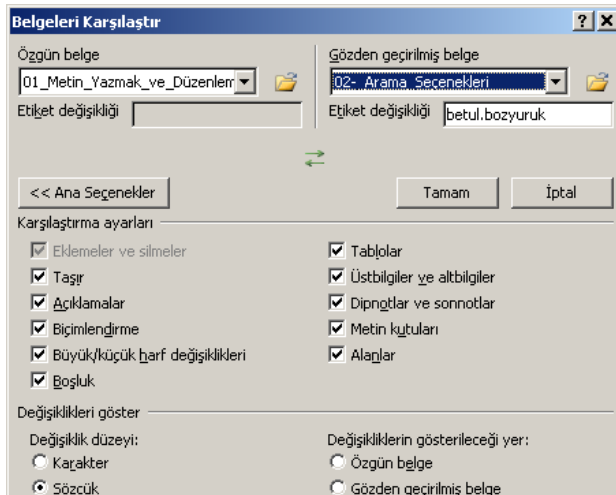 Belgeleri Karşılaştır
Özgün belge
Gözden geçirilmiş belge
01_Metin_Yazmak_ve_Düzenlem
02-_Arama_Seçenekleri
Etiket değişikliği
Etiket değişikliği
betul.bozyuruk
<< Ana Seçenekler
Tamam
İptal
Karşılaştırma ayarları
Eklemeler ve silmeler
Tablolar
Taşır
Üstbilgiler ve altbilgiler
Açıklamalar
Dipnotlar ve sonnotlar
Biçimlendirme
Metin kutuları
Büyük/küçük harf değişiklikleri
Alanlar
Boşluk
Değişiklikleri göster
Değişiklik düzeyi:
Değişikliklerin gösterileceği yer:
Karakter
Özgün belge
Sözcük
Gözden geçirilmiş belge